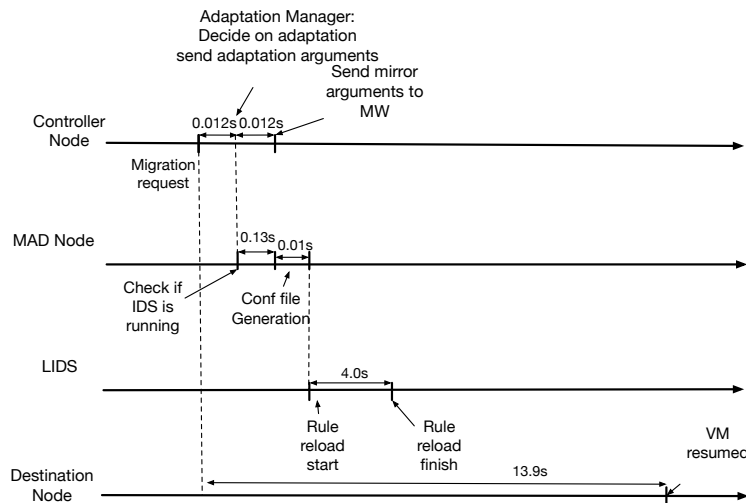 Adaptation Manager:
Decide on adaptation
send adaptation arguments
Send mirror
arguments to
MW
Controller
Node
0.012s
0.012s
Migration
request
MAD Node
0.13s
0.01s
Check if
IDS is
running
Conf file
Generation
LIDS
4.0s
Rule
reload
start
Rule
reload
finish
VM
resumed
Destination
Node
13.9s